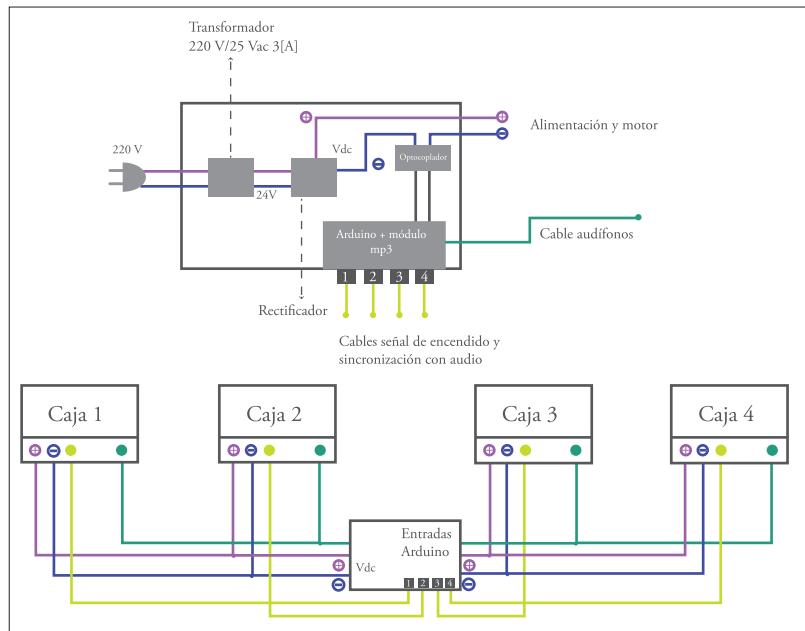 Transformador
220 V/25 Vac 3[A]
Alimentación y motor
220 V
Vdc
Optocoplador
24V
Arduino + módulo
mp3
Cable audífonos
1 2 3 4
Rectificador
Cables señal de encendido y
sincronización con audio
Caja 1
Caja 2
Caja 3
Caja 4
Entradas
Arduino
Vdc
1 2 3 4